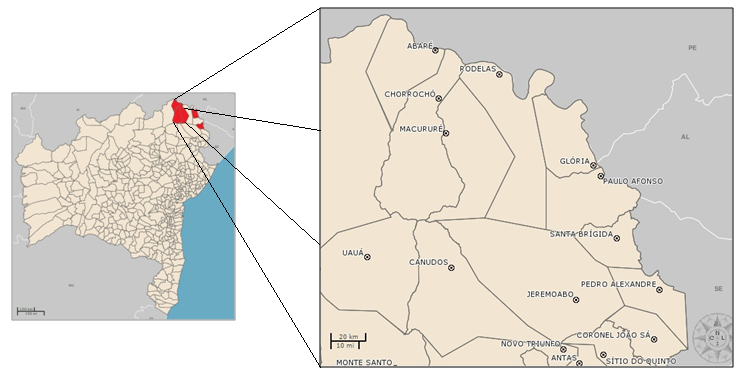 ABARÉ
PE
RODELAS
CHORROCHÓ
MACURURÉ
AL
GLÓRIA
PAULO AFONSO
SANTA BRÍGIDA
UAUÁ
CANUDOS
PEDRO ALEXANDRE
SE
JEREMOABO
20 km
10 mi
CORONEL JOÃO SÁ
NOVO TRIUNFO
ANTAS
SÍTIO DO QUINTO
MONTE SANTO